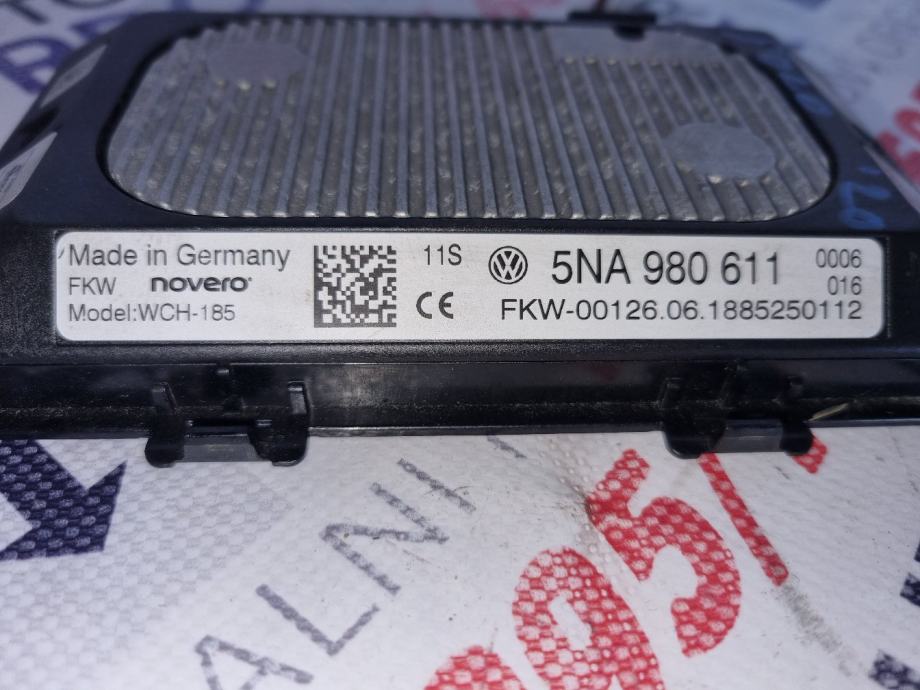 Made in Germany
FKW novero
Model:WCH-185
11S
CE
5NA 980 611
0006
016
FKW-00126.06.1885250112